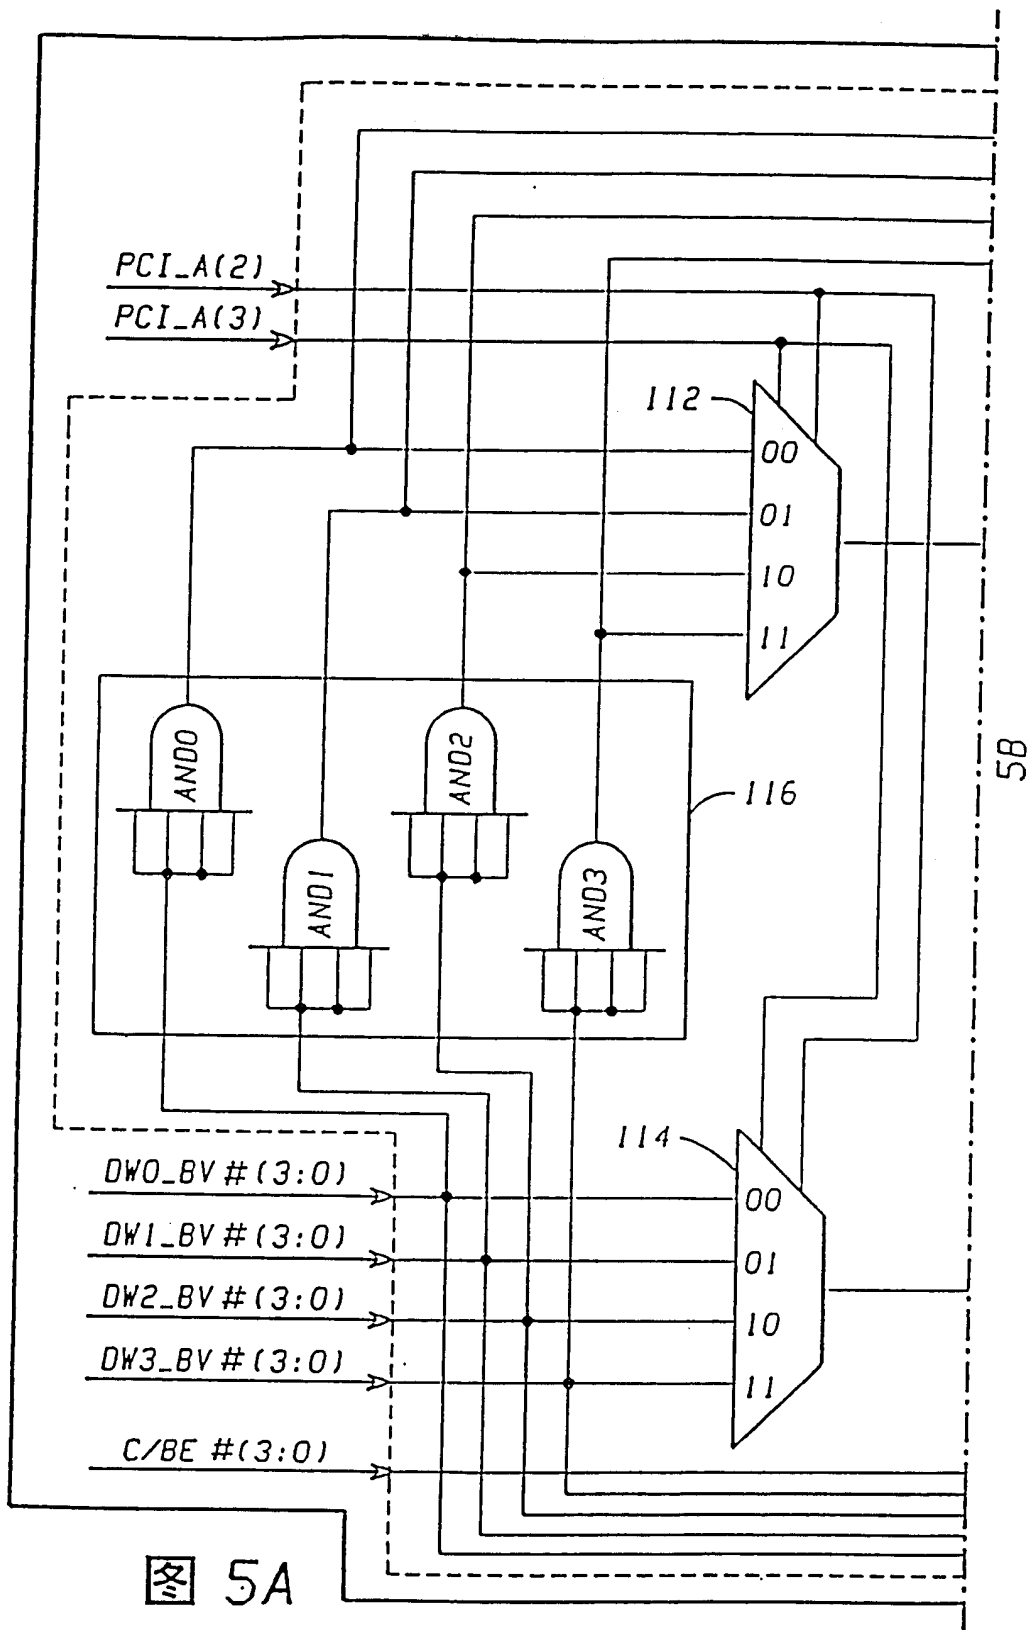 PCI_A(2)
PCI_A(3)
112
00
01
10
11
AND0
AND2
116
AND1
AND3
5B
114
DW0_BV#(3:0)
00
DW1_BV#(3:0)
01
DW2_BV#(3:0)
10
DW3_BV#(3:0)
11
C/BE#(3:0)
图 5A